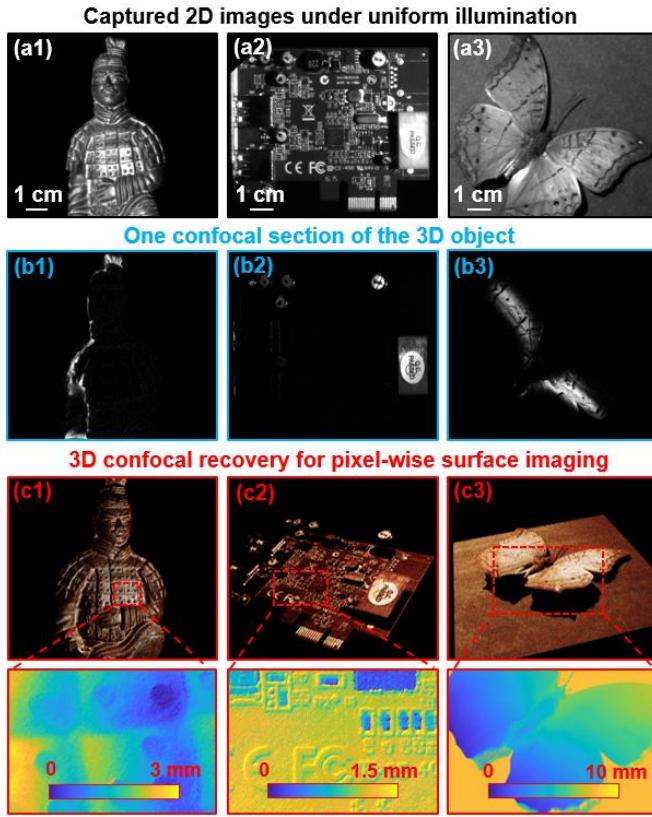 Captured 2D images under uniform illumination
(a1) (a2) (a3)
1 cm 1 cm 1 cm
One confocal section of the 3D object
(b1) (b2) (b3)
3D confocal recovery for pixel-wise surface imaging
(c1) (c2) (c3)
C FC
0 3 mm 0 1.5 mm 0 10 mm